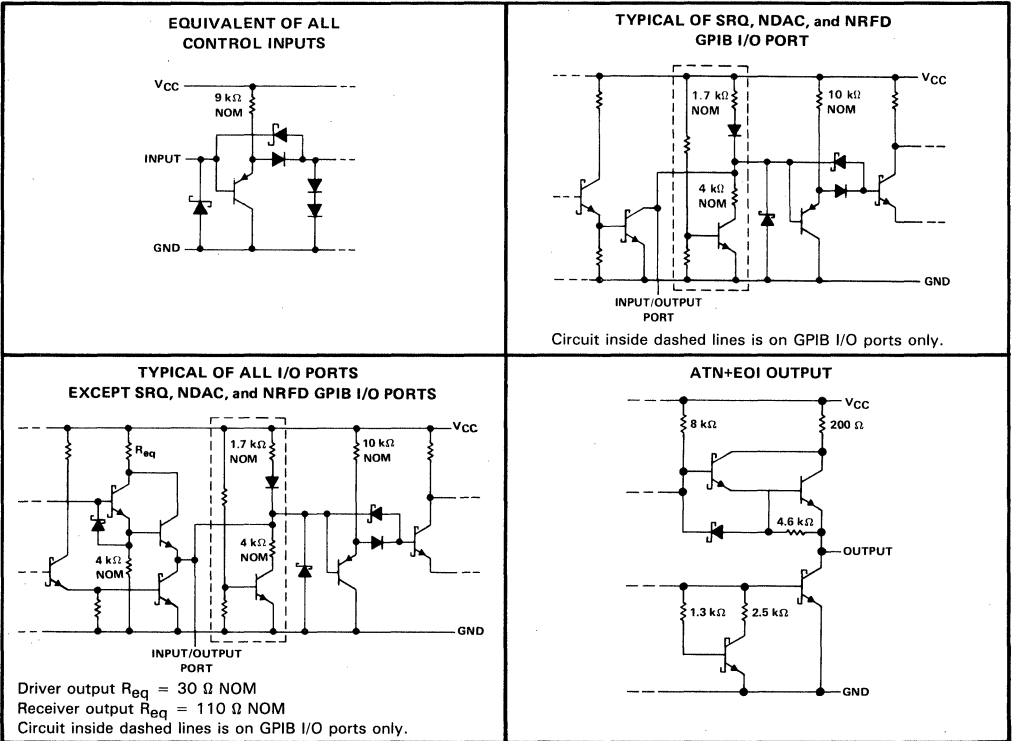 EQUIVALENT OF ALL
CONTROL INPUTS
VCC
9 kΩ
NOM
INPUT
GND
TYPICAL OF SRQ, NDAC, and NRFD
GPIB I/O PORT
VCC
1.7 kΩ
NOM
10 kΩ
NOM
4 kΩ
NOM
GND
INPUT/OUTPUT
PORT
Circuit inside dashed lines is on GPIB I/O ports only.
TYPICAL OF ALL I/O PORTS
EXCEPT SRQ, NDAC, and NRFD GPIB I/O PORTS
VCC
Req
1.7 kΩ
NOM
10 kΩ
NOM
4 kΩ
NOM
4 kΩ
NOM
GND
INPUT/OUTPUT
PORT
Driver output Req = 30 Ω NOM
Receiver output Req = 110 Ω NOM
Circuit inside dashed lines is on GPIB I/O ports only.
ATN+EOI OUTPUT
VCC
8 kΩ
200 Ω
4.6 kΩ
OUTPUT
1.3 kΩ
2.5 kΩ
GND